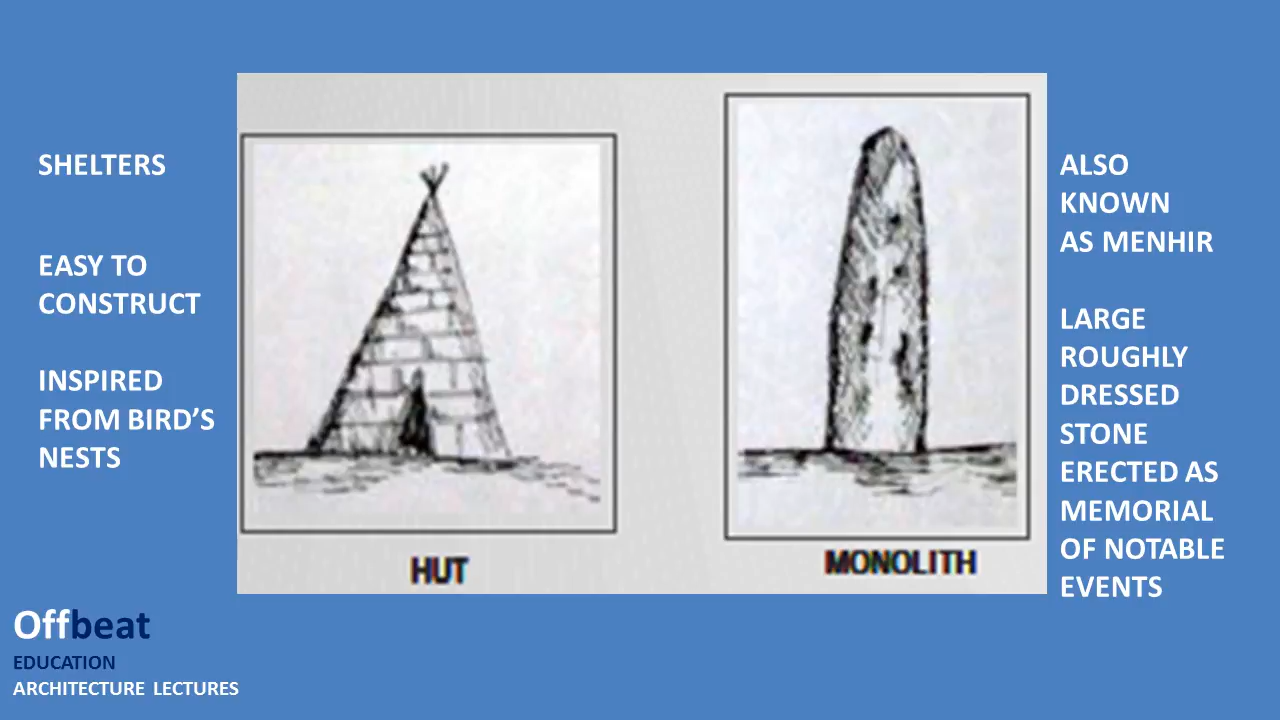 SHELTERS
EASY TO
CONSTRUCT
INSPIRED
FROM BIRD’S
NESTS
HUT
MONOLITH
ALSO
KNOWN
AS MENHIR
LARGE
ROUGHLY
DRESSED
STONE
ERECTED AS
MEMORIAL
OF NOTABLE
EVENTS
Offbeat
EDUCATION
ARCHITECTURE LECTURES